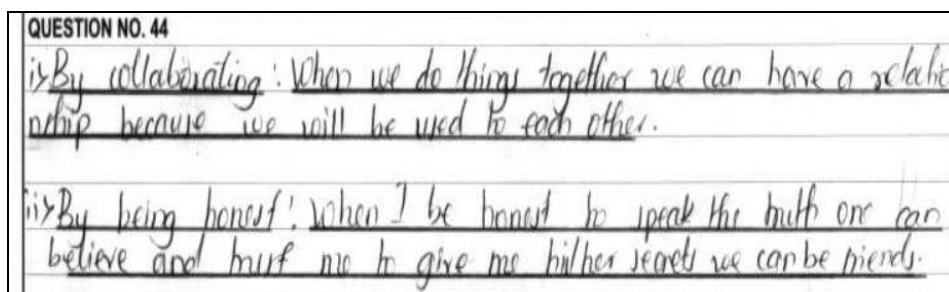 QUESTION NO. 44
i> By collaborating: When we do things together we can have a relatio
nship because we will be used to each other.
ii> By being honest: When I be honest to speak the truth one can
believe and trust me to give me his/her secrets we can be friends.